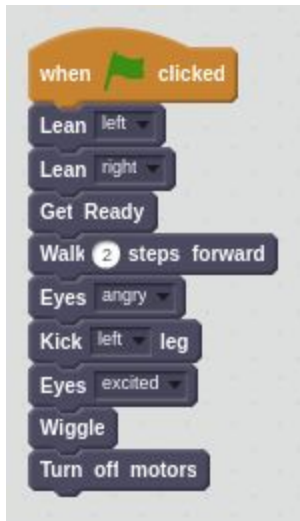 when clicked
Lean left
Lean right
Get Ready
Walk 2 steps forward
Eyes angry
Kick left leg
Eyes excited
Wiggle
Turn off motors